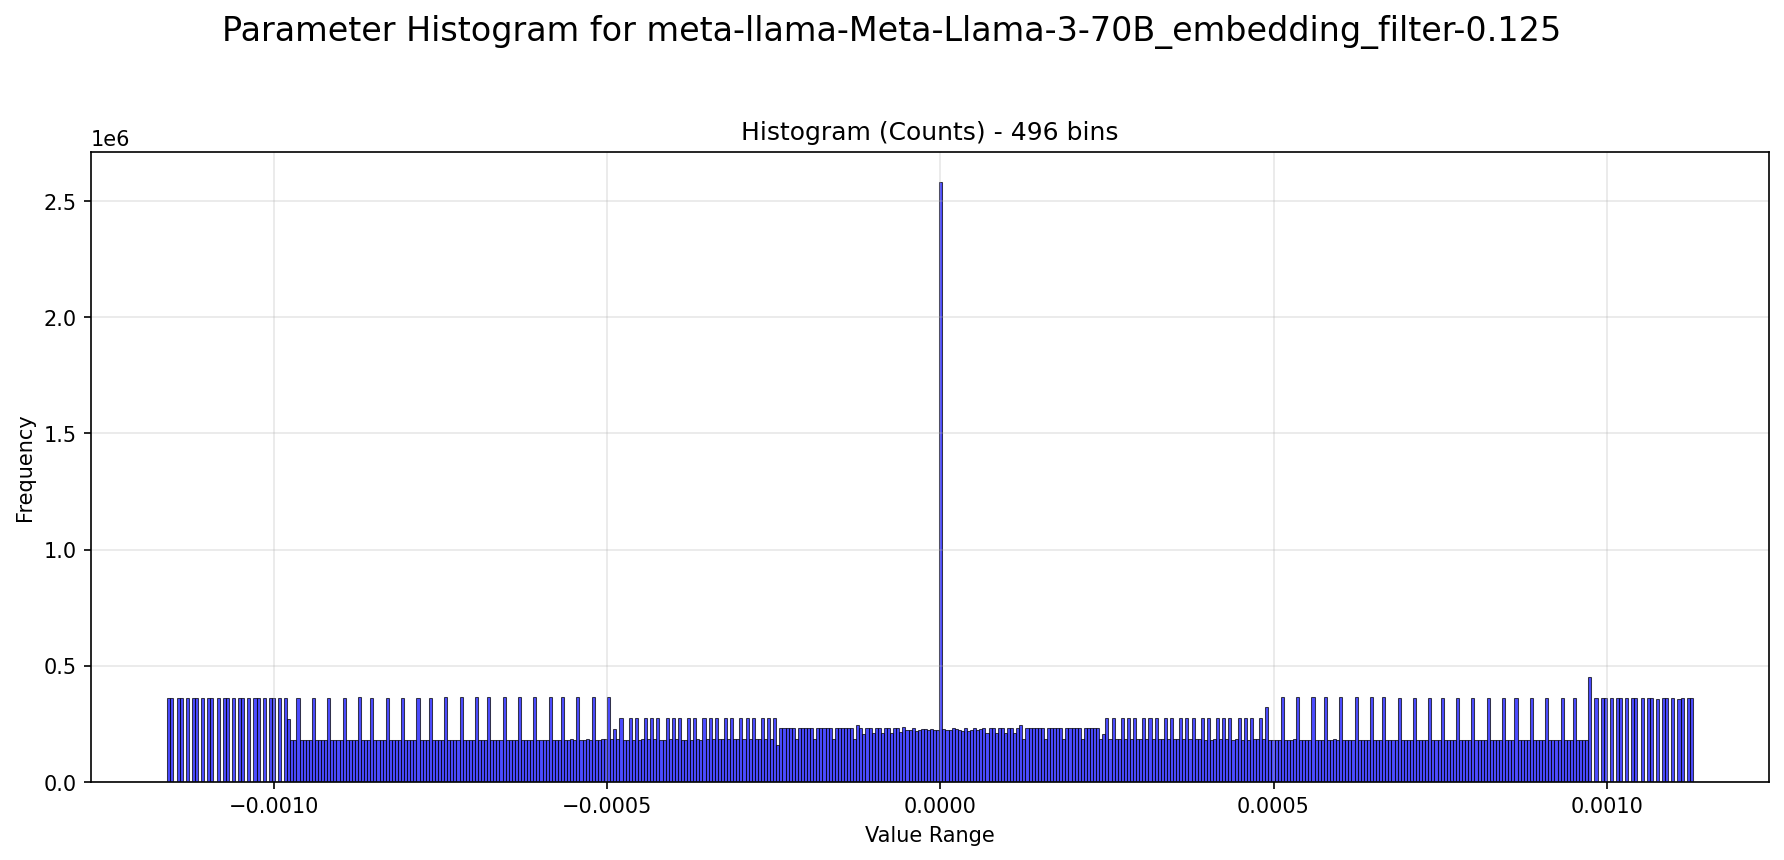 Parameter Histogram for meta-llama-Meta-Llama-3-70B_embedding_filter-0.125
Histogram (Counts) - 496 bins
1e6
2.5
2.0
1.5
1.0
0.5
0.0
Frequency
−0.0010
−0.0005
0.0000
0.0005
0.0010
Value Range